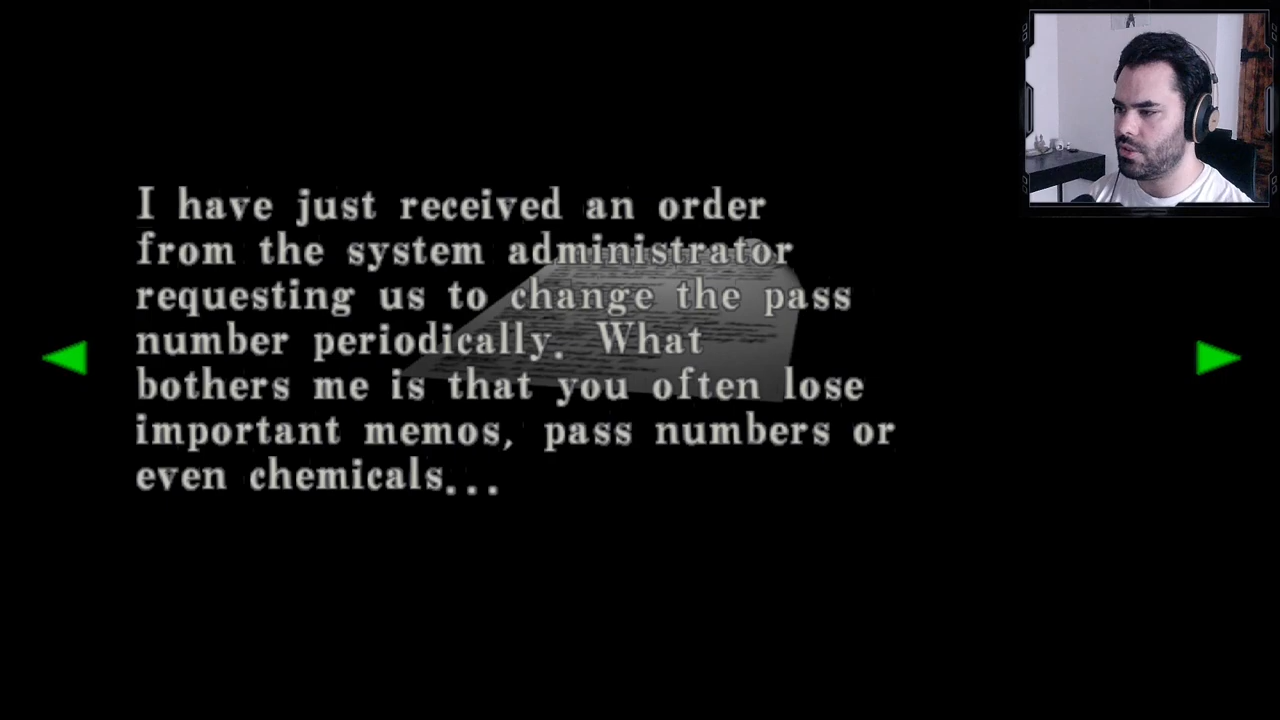 I have just received an order
from the system administrator
requesting us to change the pass
number periodically. What
bothers me is that you often lose
important memos, pass numbers or
even chemicals...